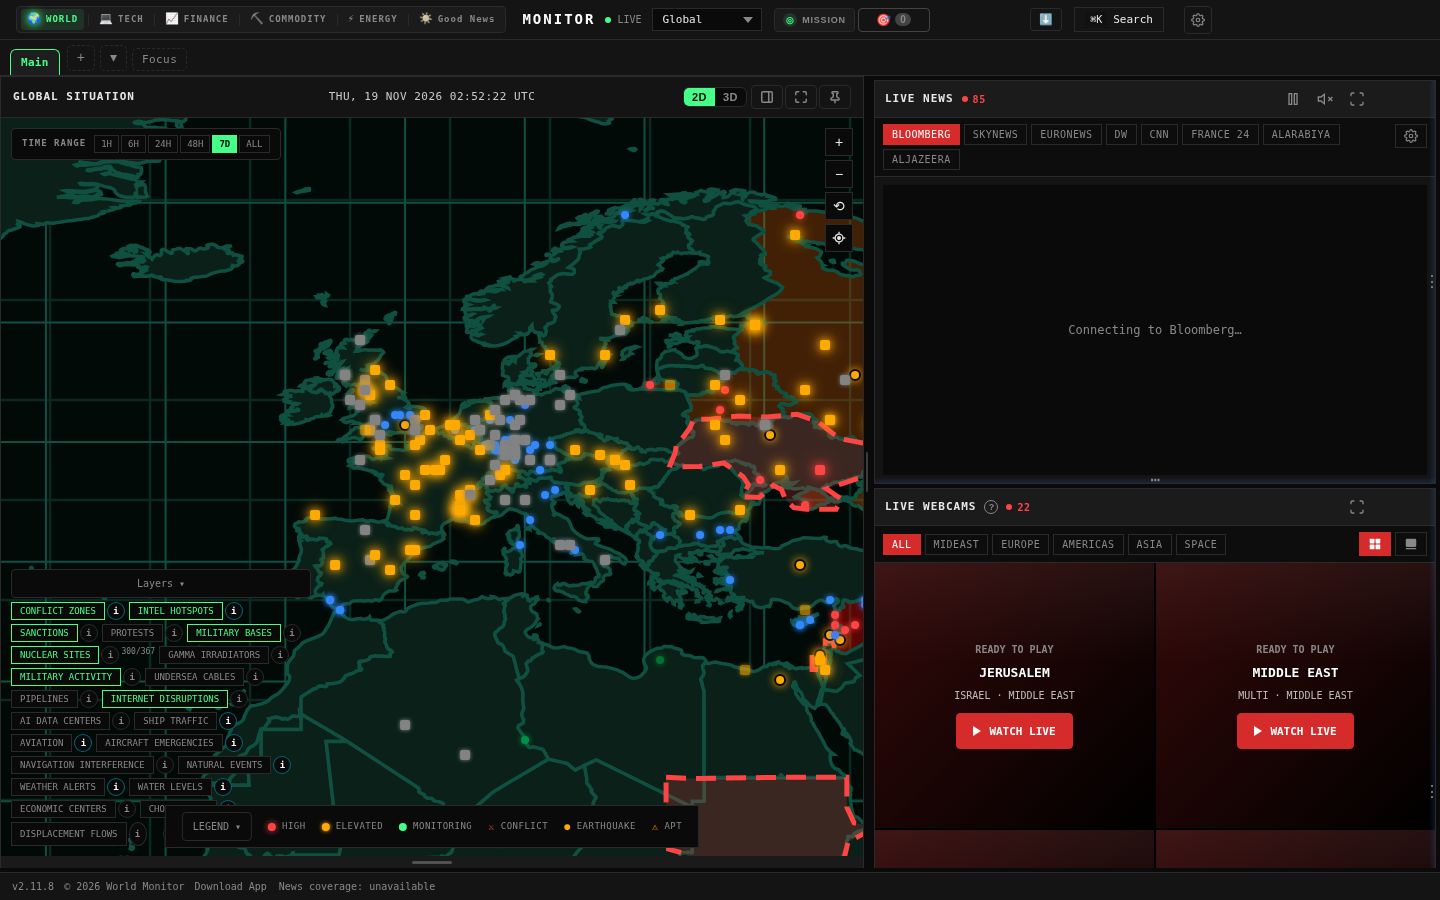 WORLD TECH FINANCE COMMODITY ENERGY Good News MONITOR LIVE Global MISSION 0 ⌘K Search
Main + ▼ Focus
GLOBAL SITUATION THU, 19 NOV 2026 02:52:22 UTC 2D 3D
TIME RANGE 1H 6H 24H 48H 7D ALL
+
−
Layers ▾
CONFLICT ZONES i INTEL HOTSPOTS i
SANCTIONS i PROTESTS i MILITARY BASES i
NUCLEAR SITES i 300/367 GAMMA IRRADIATORS i
MILITARY ACTIVITY i UNDERSEA CABLES i
PIPELINES i INTERNET DISRUPTIONS i
AI DATA CENTERS i SHIP TRAFFIC i
AVIATION i AIRCRAFT EMERGENCIES i
NAVIGATION INTERFERENCE i NATURAL EVENTS i
WEATHER ALERTS i WATER LEVELS i
ECONOMIC CENTERS i CHO
DISPLACEMENT FLOWS i
LEGEND ▾ HIGH ELEVATED MONITORING CONFLICT EARTHQUAKE APT
LIVE NEWS 85
BLOOMBERG SKYNEWS EURONEWS DW CNN FRANCE 24 ALARABIYA
ALJAZEERA
Connecting to Bloomberg…
LIVE WEBCAMS ? 22
ALL MIDEAST EUROPE AMERICAS ASIA SPACE
READY TO PLAY
JERUSALEM
ISRAEL · MIDDLE EAST
WATCH LIVE
READY TO PLAY
MIDDLE EAST
MULTI · MIDDLE EAST
WATCH LIVE
v2.11.8 © 2026 World Monitor Download App News coverage: unavailable